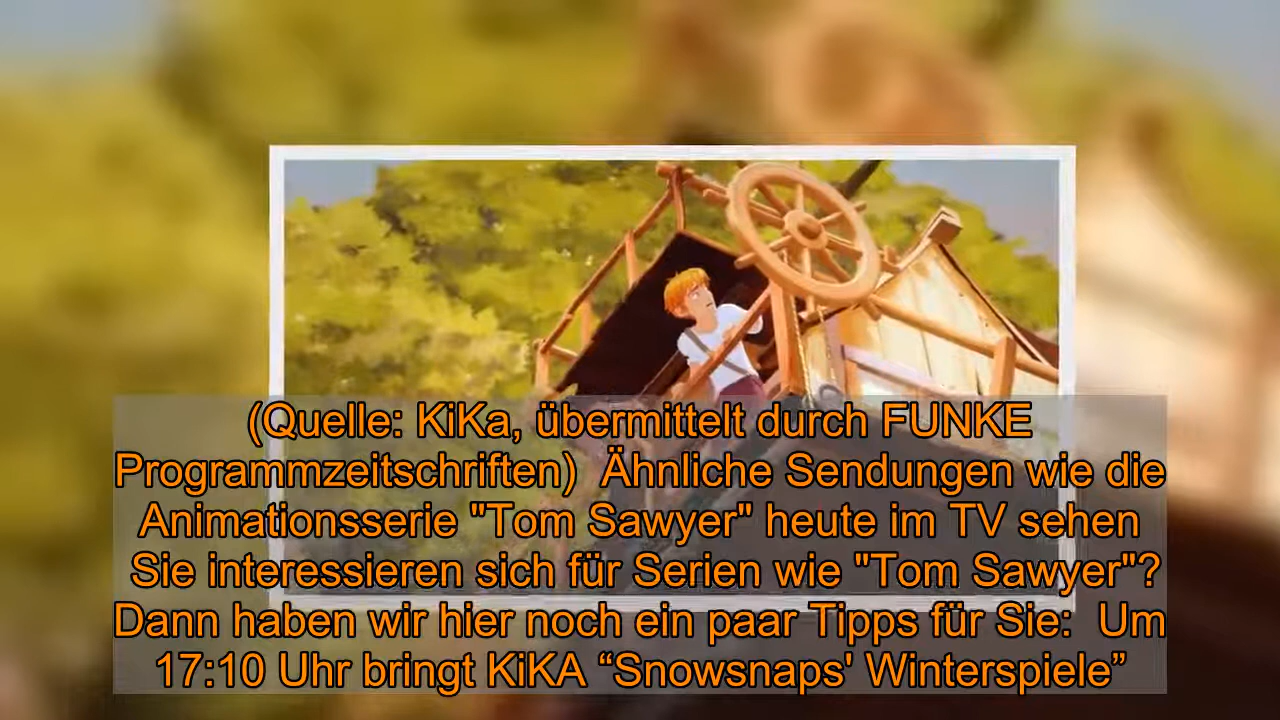 (Quelle: KiKa, übermittelt durch FUNKE
Programmzeitschriften)  Ähnliche Sendungen wie die
Animationsserie "Tom Sawyer" heute im TV sehen
Sie interessieren sich für Serien wie "Tom Sawyer"?
Dann haben wir hier noch ein paar Tipps für Sie:  Um
17:10 Uhr bringt KiKA “Snowsnaps' Winterspiele”